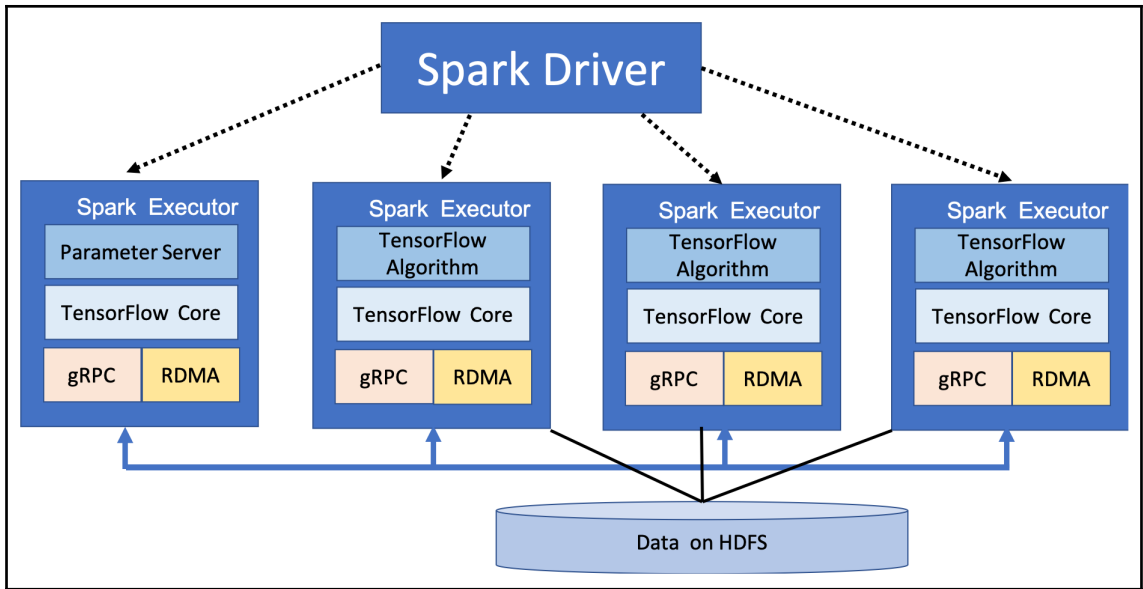 Spark Driver
Spark Executor
Parameter Server
TensorFlow Core
gRPC
RDMA
Spark Executor
TensorFlow
Algorithm
TensorFlow Core
gRPC
RDMA
Spark Executor
TensorFlow
Algorithm
TensorFlow Core
gRPC
RDMA
Spark Executor
TensorFlow
Algorithm
TensorFlow Core
gRPC
RDMA
Data on HDFS